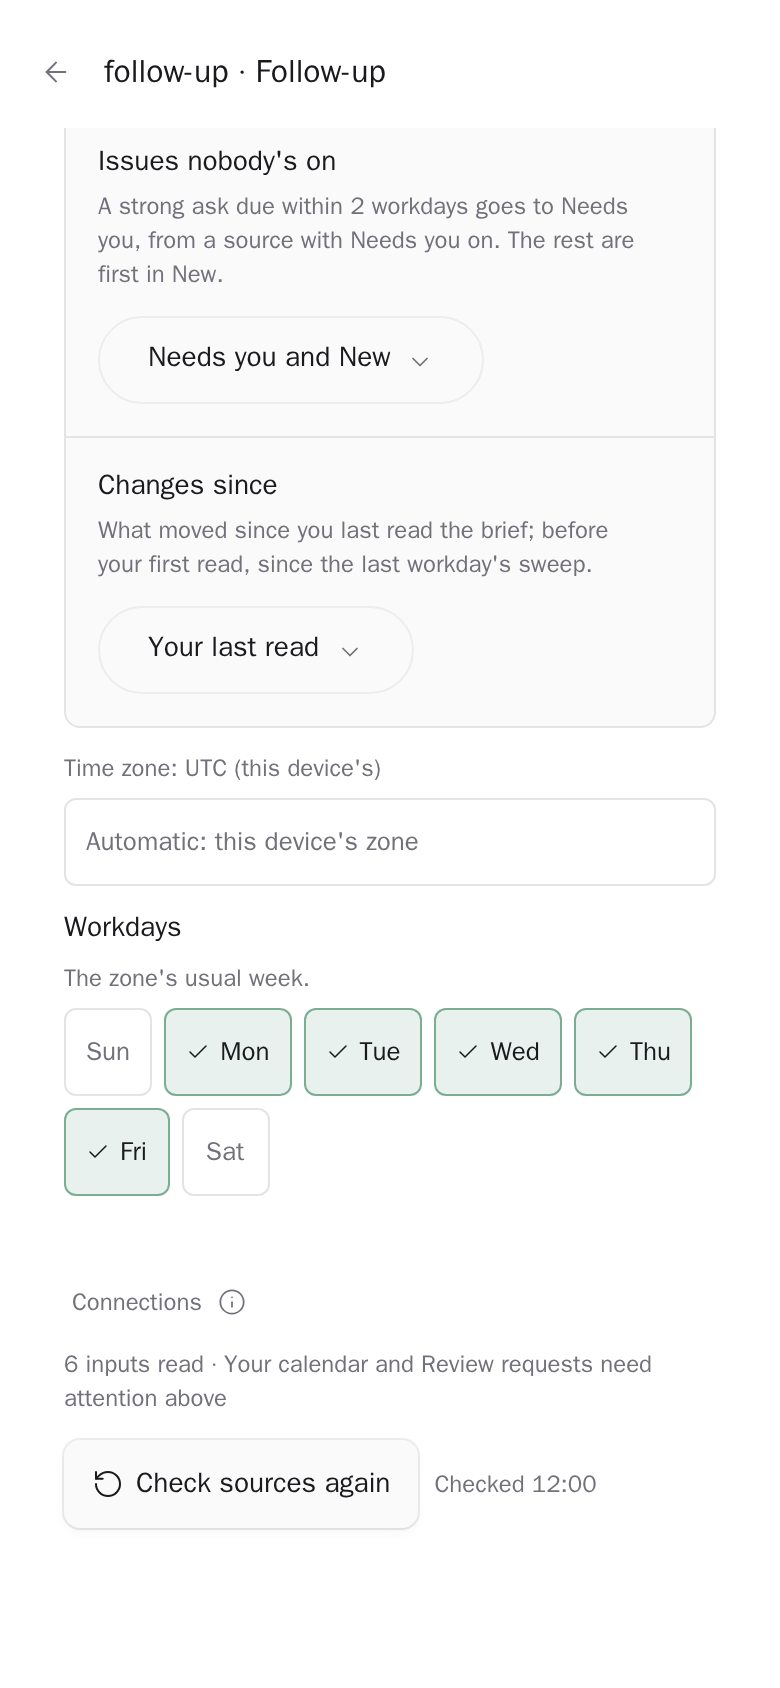 follow-up · Follow-up
Issues nobody's on
A strong ask due within 2 workdays goes to Needs
you, from a source with Needs you on. The rest are
first in New.
Needs you and New
Changes since
What moved since you last read the brief; before
your first read, since the last workday's sweep.
Your last read
Time zone: UTC (this device's)
Automatic: this device's zone
Workdays
The zone's usual week.
Sun Mon Tue Wed Thu
Fri Sat
Connections
6 inputs read · Your calendar and Review requests need
attention above
Check sources again Checked 12:00